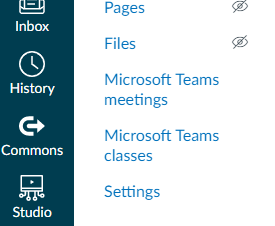 Inbox
History
Commons
Studio
Pages
Files
Microsoft Teams
meetings
Microsoft Teams
classes
Settings